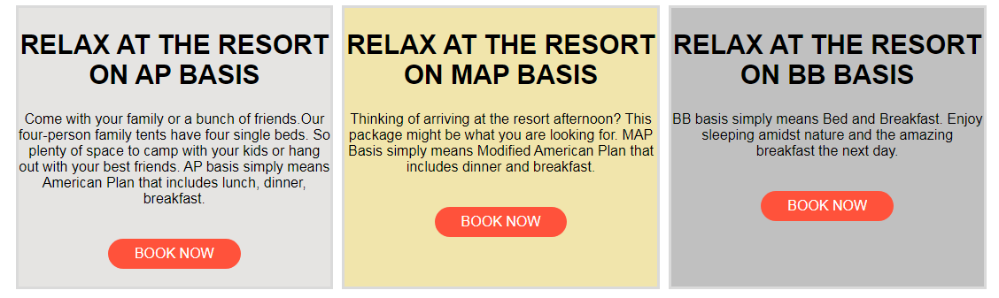 RELAX AT THE RESORT
ON AP BASIS
Come with your family or a bunch of friends.Our
four-person family tents have four single beds. So
plenty of space to camp with your kids or hang
out with your best friends. AP basis simply means
American Plan that includes lunch, dinner,
breakfast.
BOOK NOW
RELAX AT THE RESORT
ON MAP BASIS
Thinking of arriving at the resort afternoon? This
package might be what you are looking for. MAP
Basis simply means Modified American Plan that
includes dinner and breakfast.
BOOK NOW
RELAX AT THE RESORT
ON BB BASIS
BB basis simply means Bed and Breakfast. Enjoy
sleeping amidst nature and the amazing
breakfast the next day.
BOOK NOW